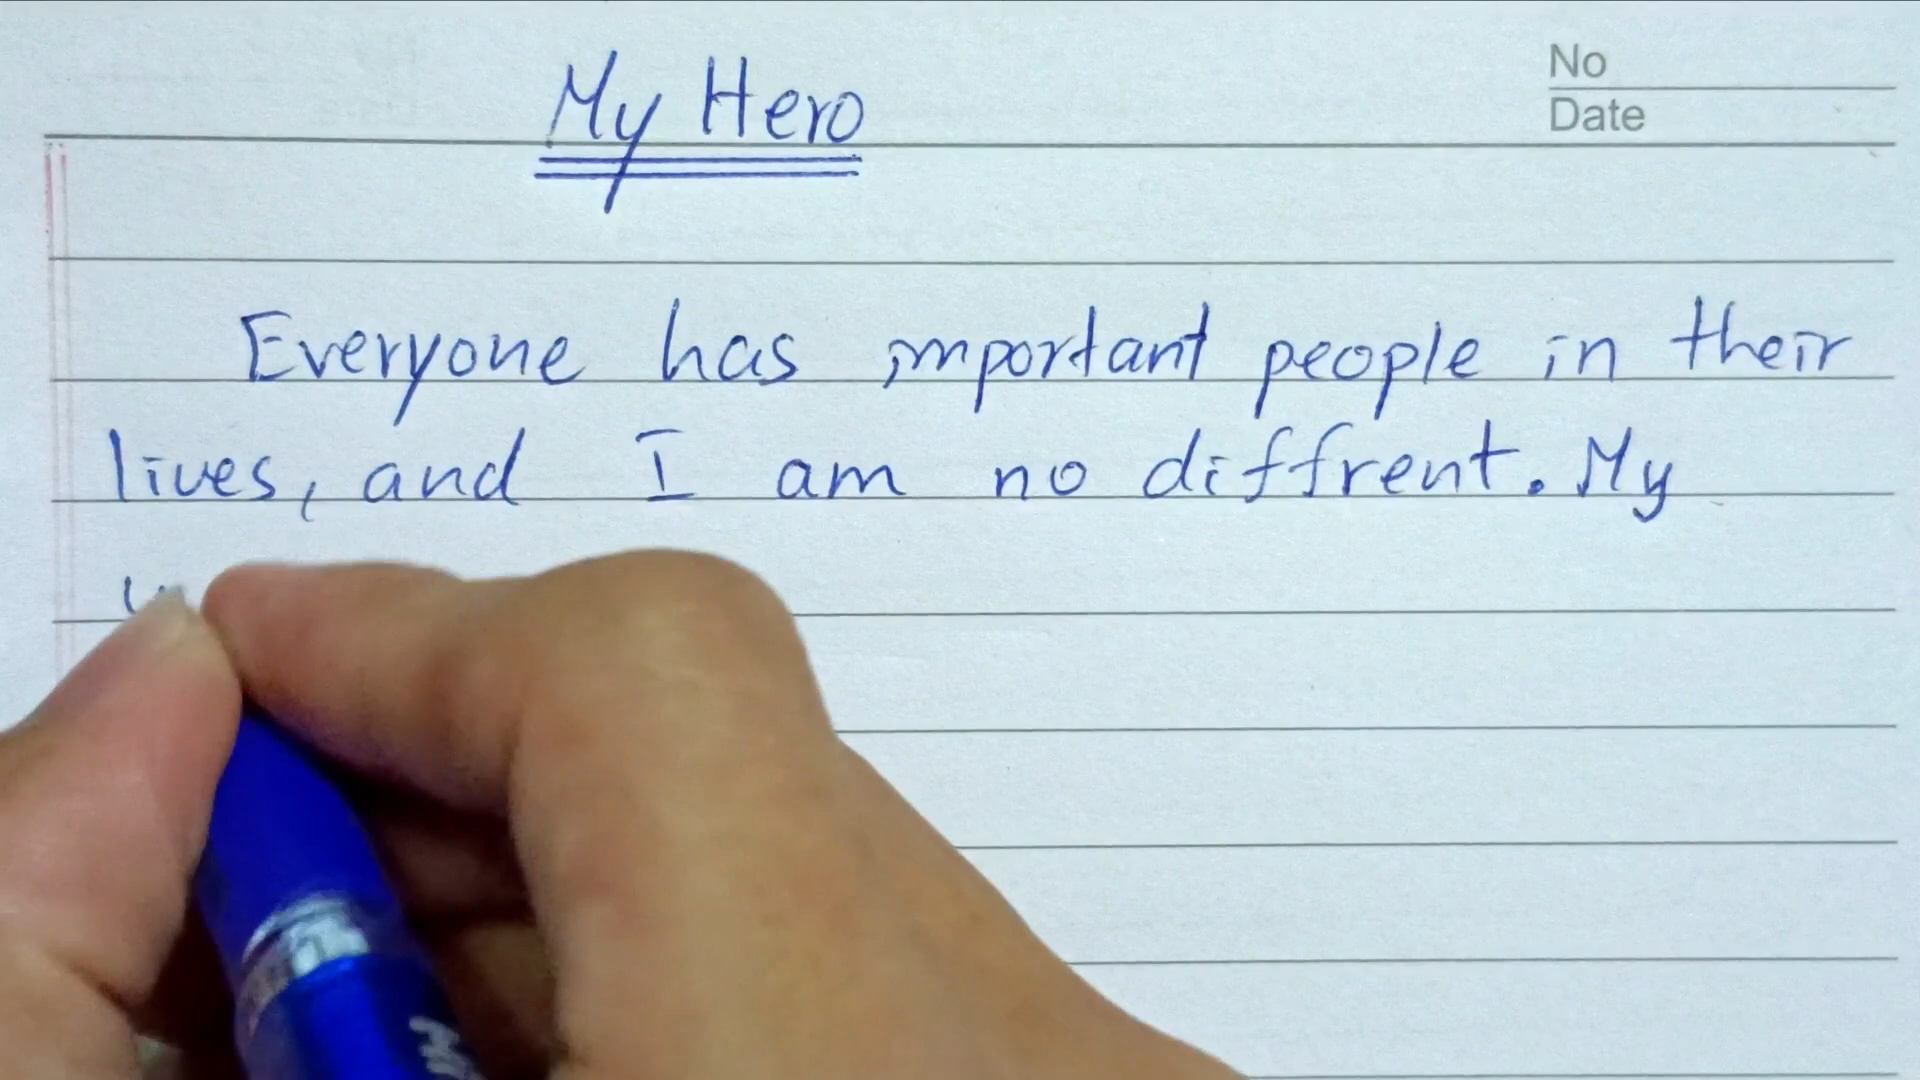 My Hero
No
Date
Everyone has important people in their
lives, and I am no diffrent. My